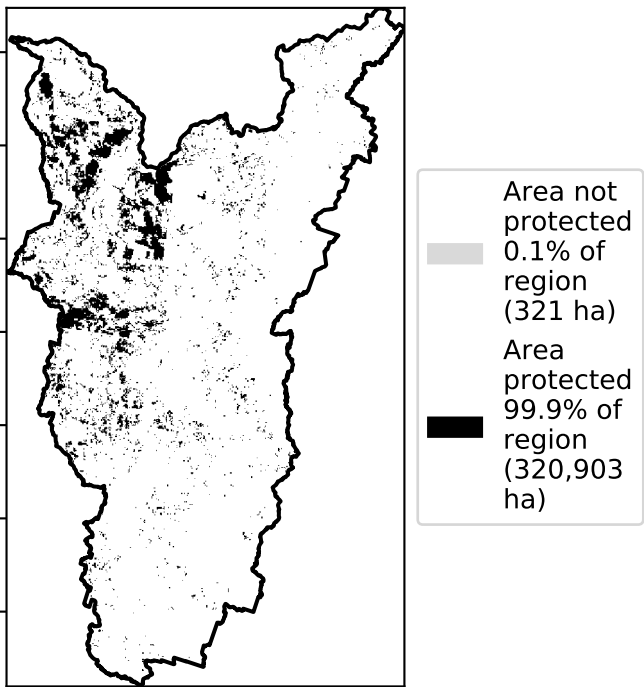 Area not
protected
0.1% of
region
(321 ha)
Area
protected
99.9% of
region
(320,903
ha)